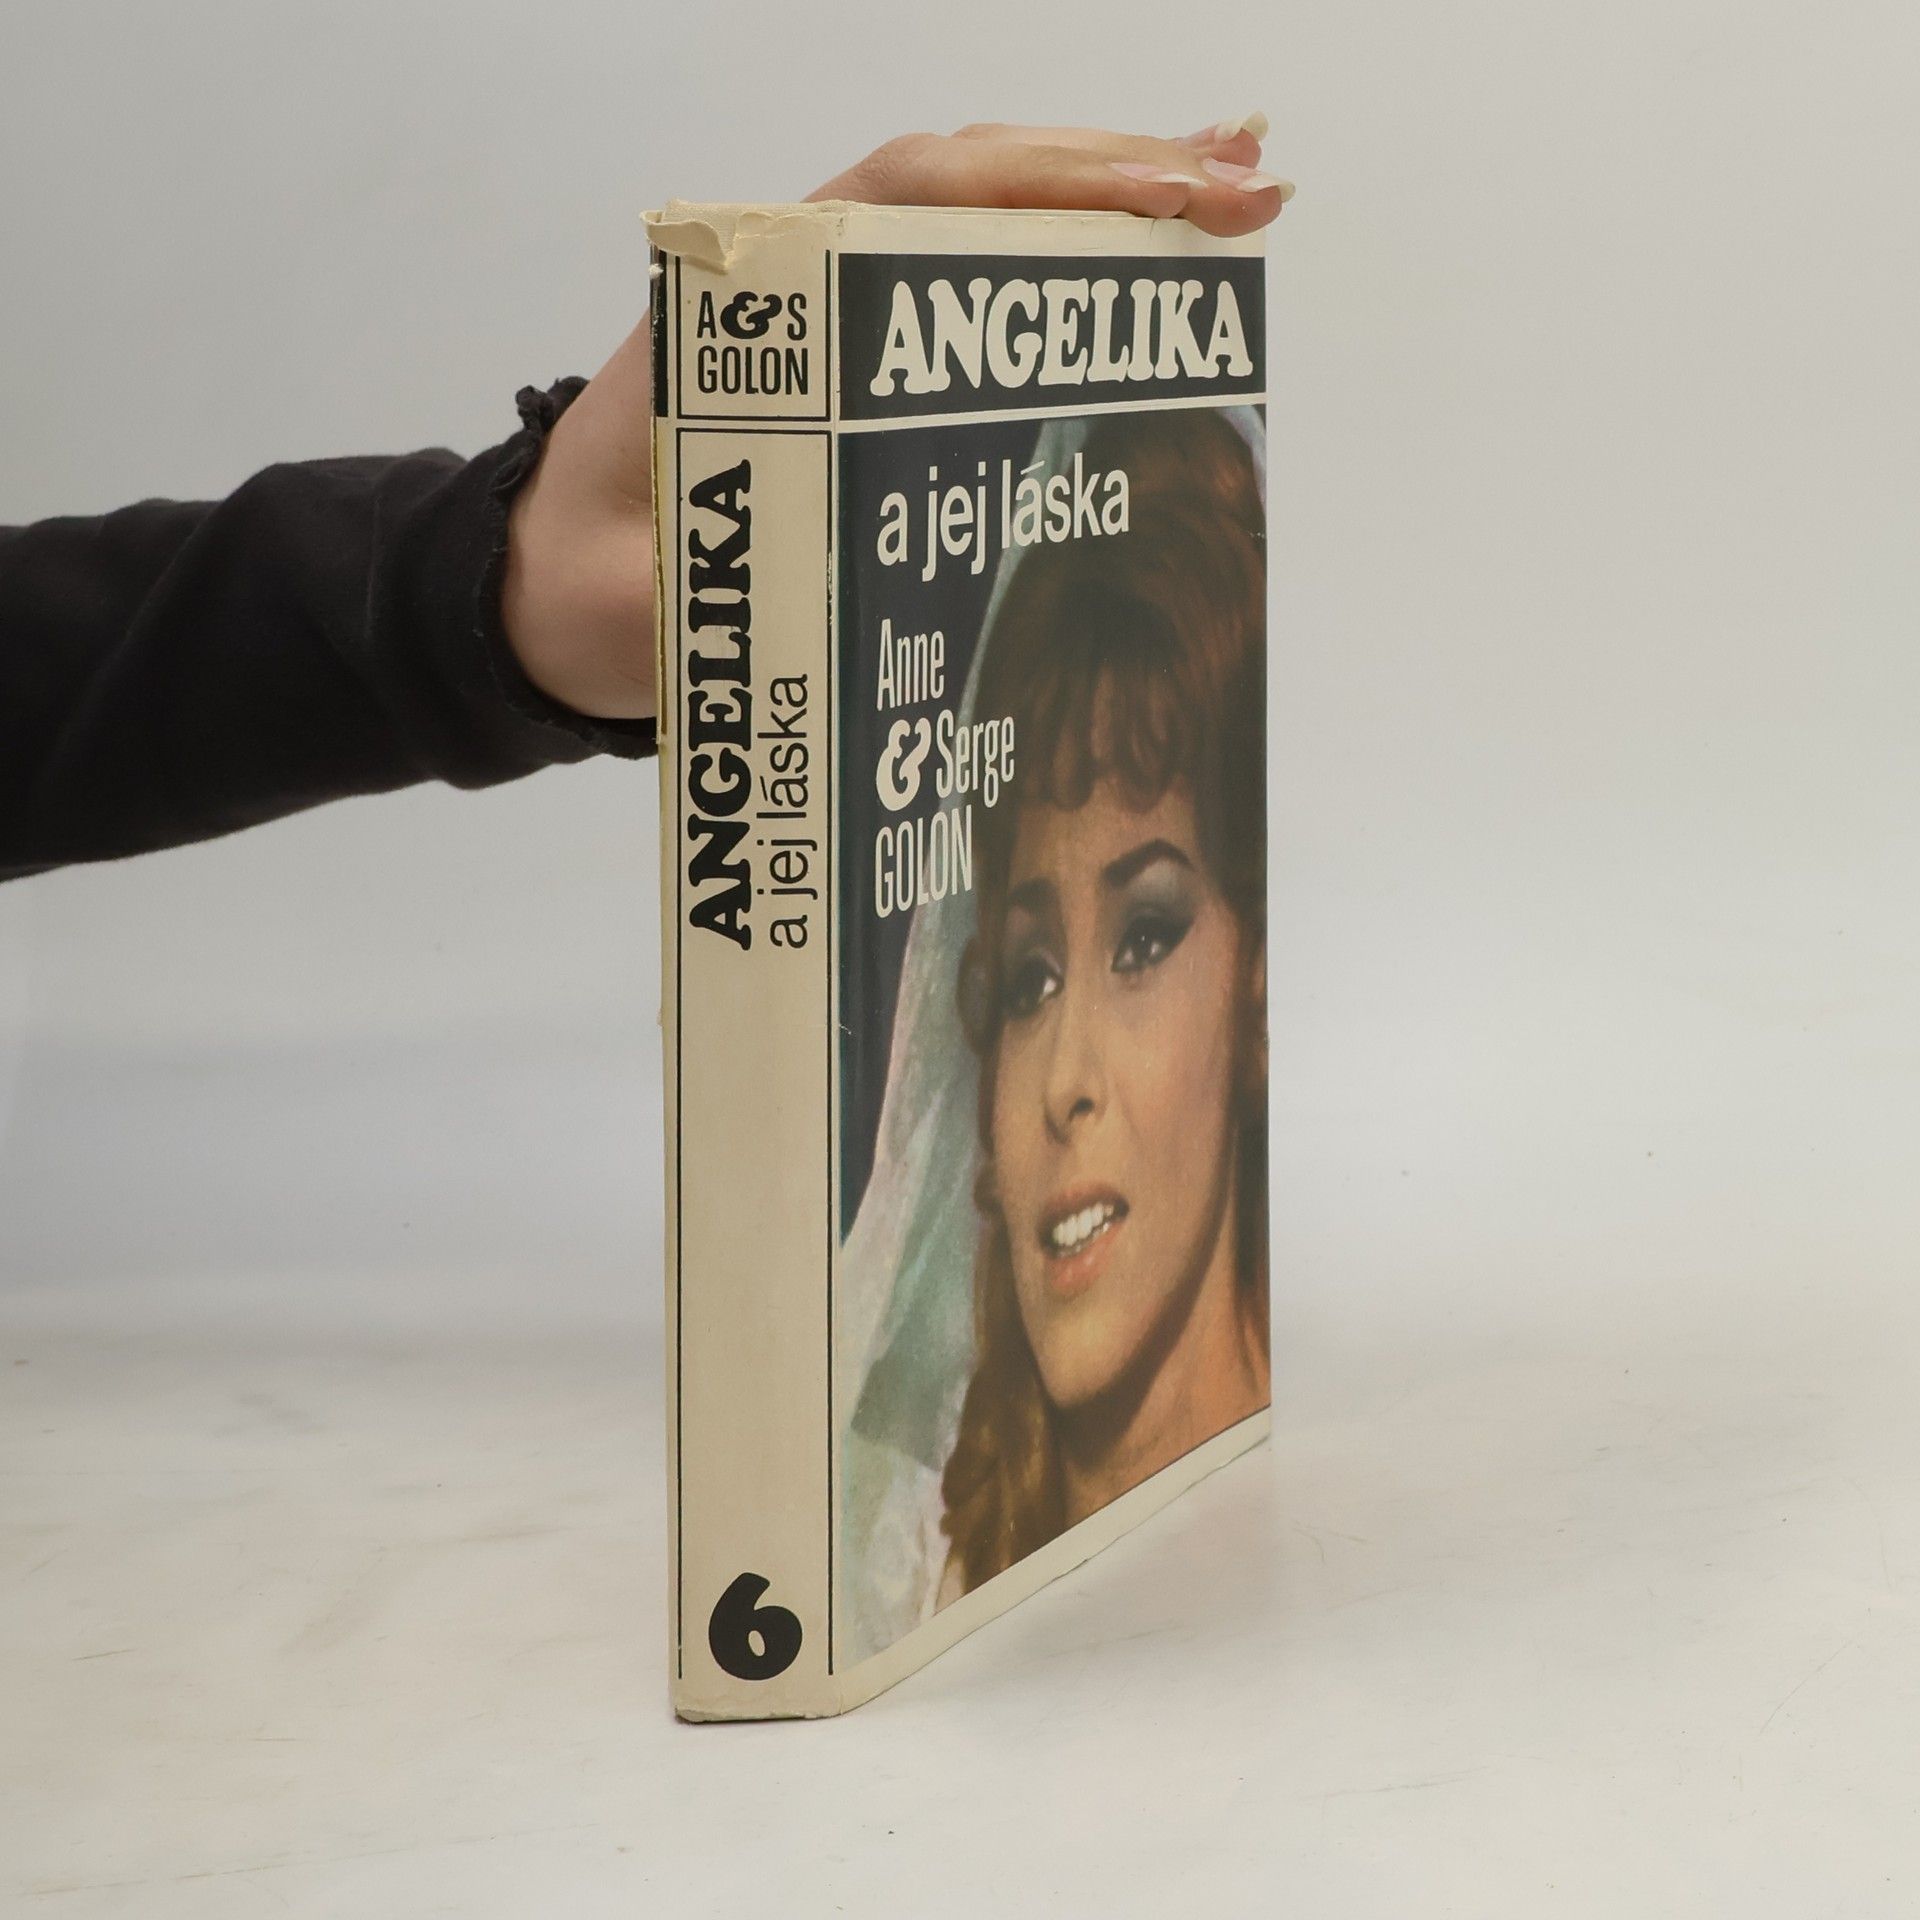 A&S
GOLON
ANGELIKA
a jej láska
6
ANGELIKA
a jej láska
Anne
& Serge
GOLON